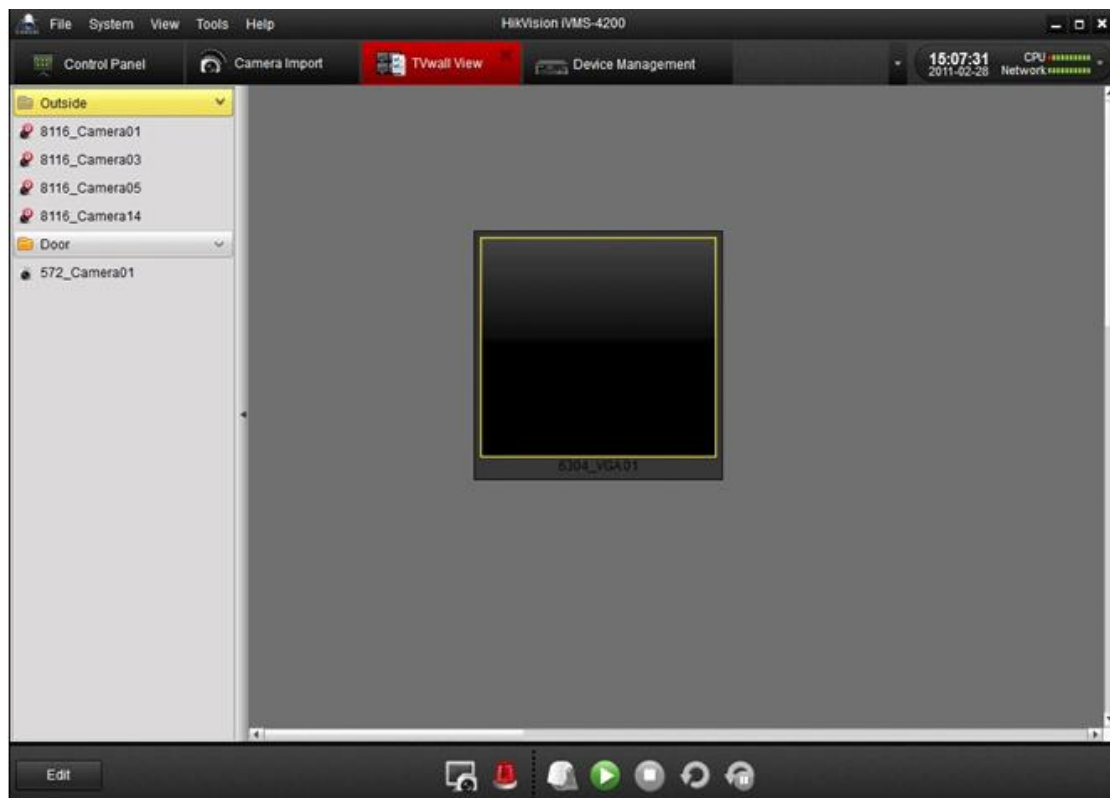 File System View Tools Help HikVision iVMS-4200
Control Panel Camera Import TVwall View Device Management 15:07:31 CPU
2011-02-28 Network
Outside
8116_Camera01
8116_Camera03
8116_Camera05
8116_Camera14
Door
572_Camera01
6304_VGA01
Edit